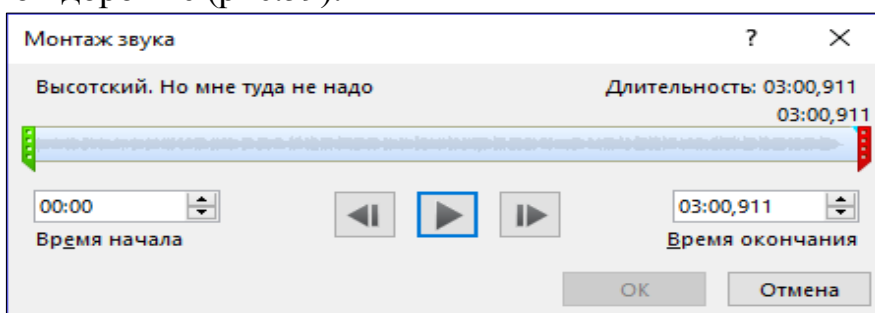 Монтаж звука ?
Высотский. Но мне туда не надо Длительность: 03:00,911
03:00,911
00:00 03:00,911
Время начала Время окончания
ОК Отмена